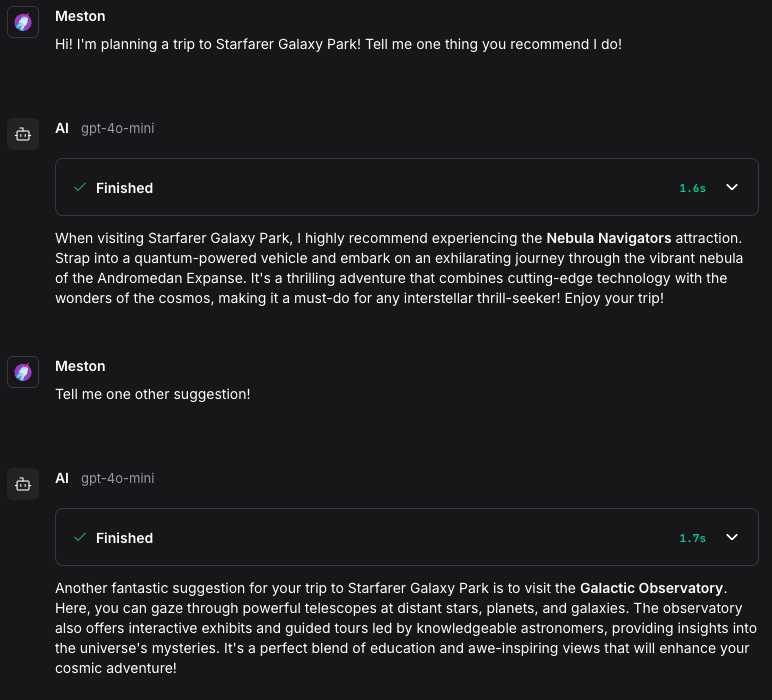 Meston
Hi! I'm planning a trip to Starfarer Galaxy Park! Tell me one thing you recommend I do!
AI gpt-4o-mini
Finished 1.6s
When visiting Starfarer Galaxy Park, I highly recommend experiencing the Nebula Navigators attraction.
Strap into a quantum-powered vehicle and embark on an exhilarating journey through the vibrant nebula
of the Andromedan Expanse. It's a thrilling adventure that combines cutting-edge technology with the
wonders of the cosmos, making it a must-do for any interstellar thrill-seeker! Enjoy your trip!
Meston
Tell me one other suggestion!
AI gpt-4o-mini
Finished 1.7s
Another fantastic suggestion for your trip to Starfarer Galaxy Park is to visit the Galactic Observatory.
Here, you can gaze through powerful telescopes at distant stars, planets, and galaxies. The observatory
also offers interactive exhibits and guided tours led by knowledgeable astronomers, providing insights into
the universe's mysteries. It's a perfect blend of education and awe-inspiring views that will enhance your
cosmic adventure!